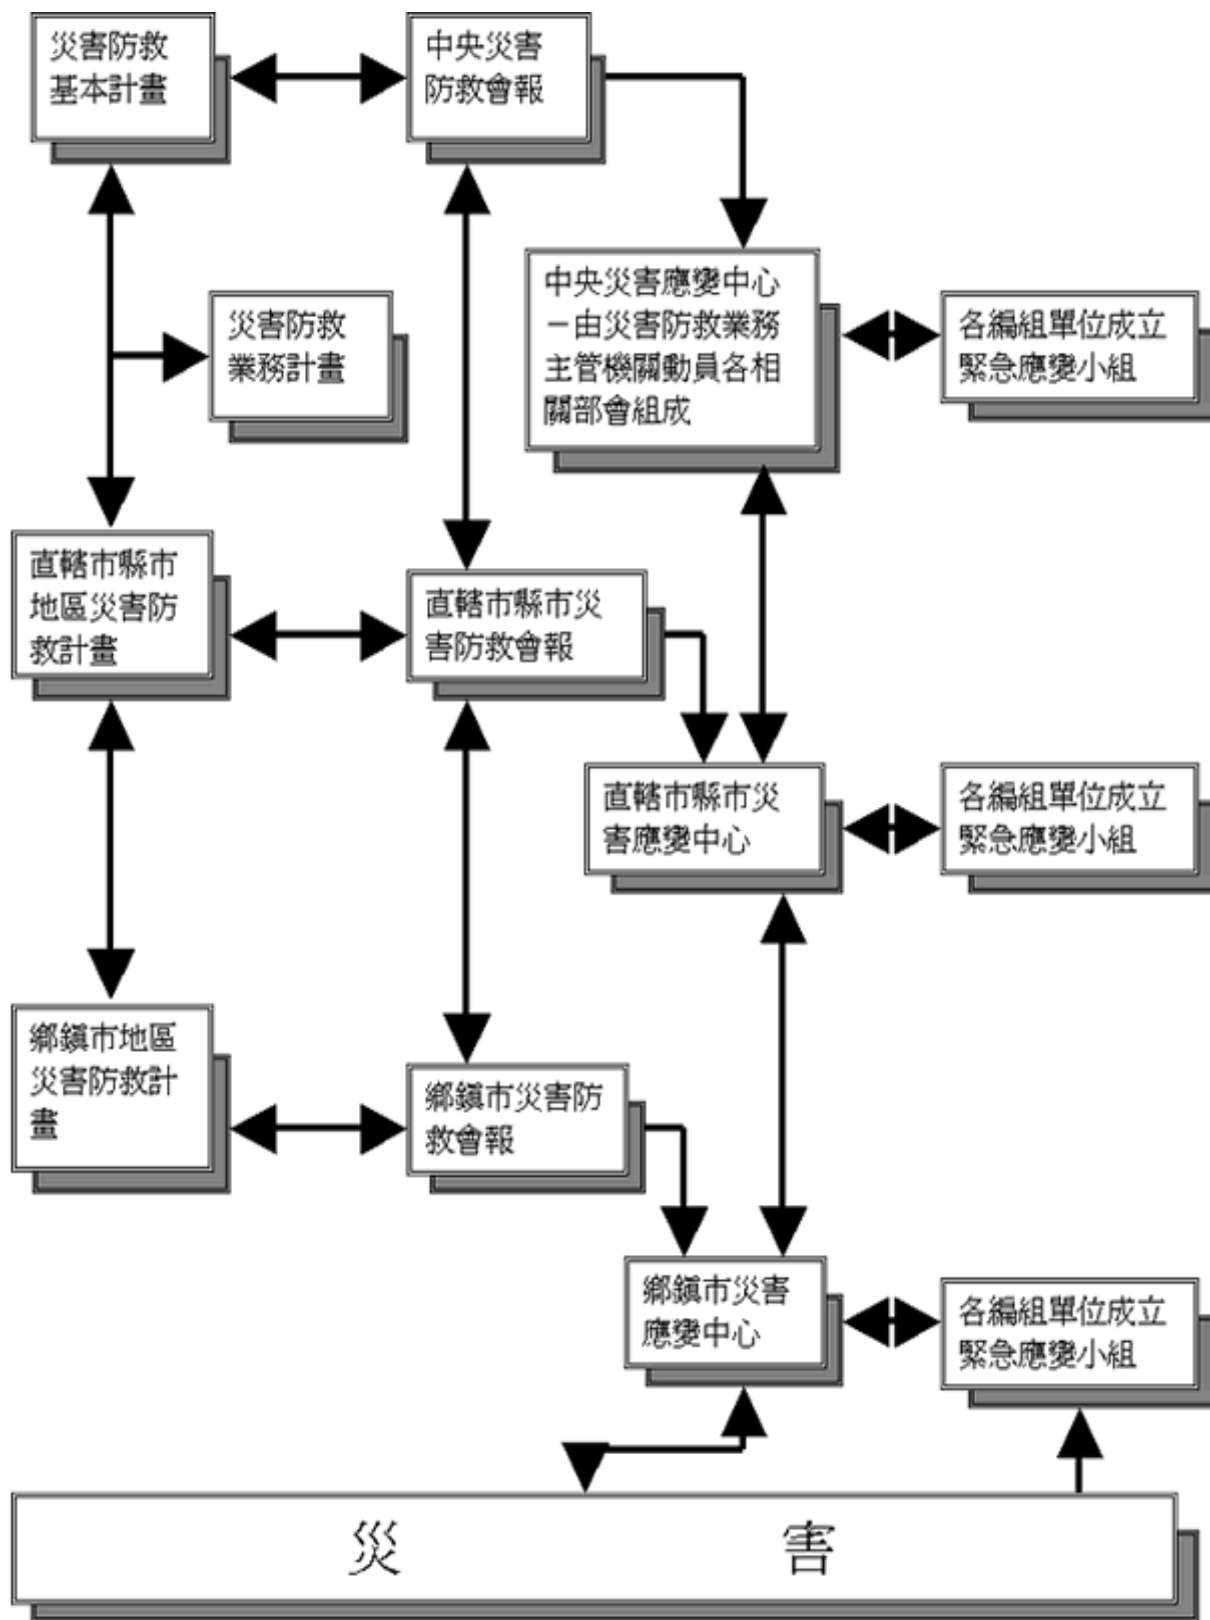 災害防救
基本計畫
中央災害
防救會報
中央災害應變中心
－由災害防救業務
主管機關動員各相
關部會組成
各編組單位成立
緊急應變小組
災害防救
業務計畫
直轄市縣市
地區災害防
救計畫
直轄市縣市災
害防救會報
直轄市縣市災
害應變中心
各編組單位成立
緊急應變小組
鄉鎮市地區
災害防救計
畫
鄉鎮市災害防
救會報
鄉鎮市災害
應變中心
各編組單位成立
緊急應變小組
災 害